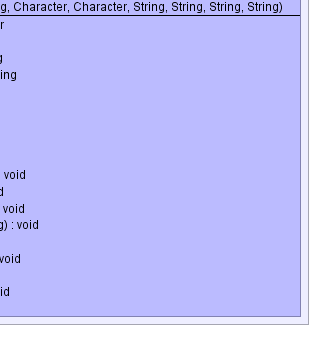 g, Character, Character, String, String, String, String)
r
g
ing
void
d
void
g) : void
void
id